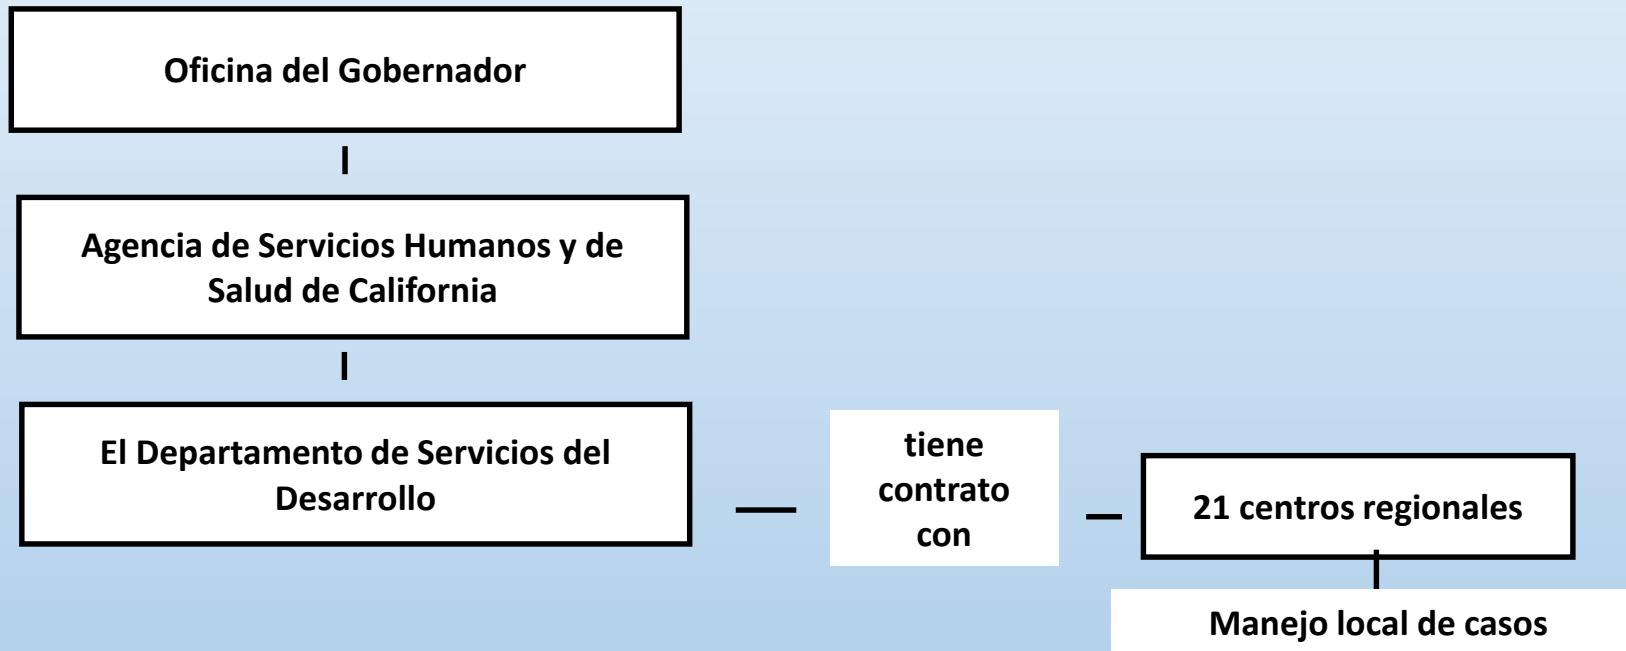 Oficina del Gobernador
Agencia de Servicios Humanos y de
Salud de California
El Departamento de Servicios del
Desarrollo
tiene
contrato
con
21 centros regionales
Manejo local de casos